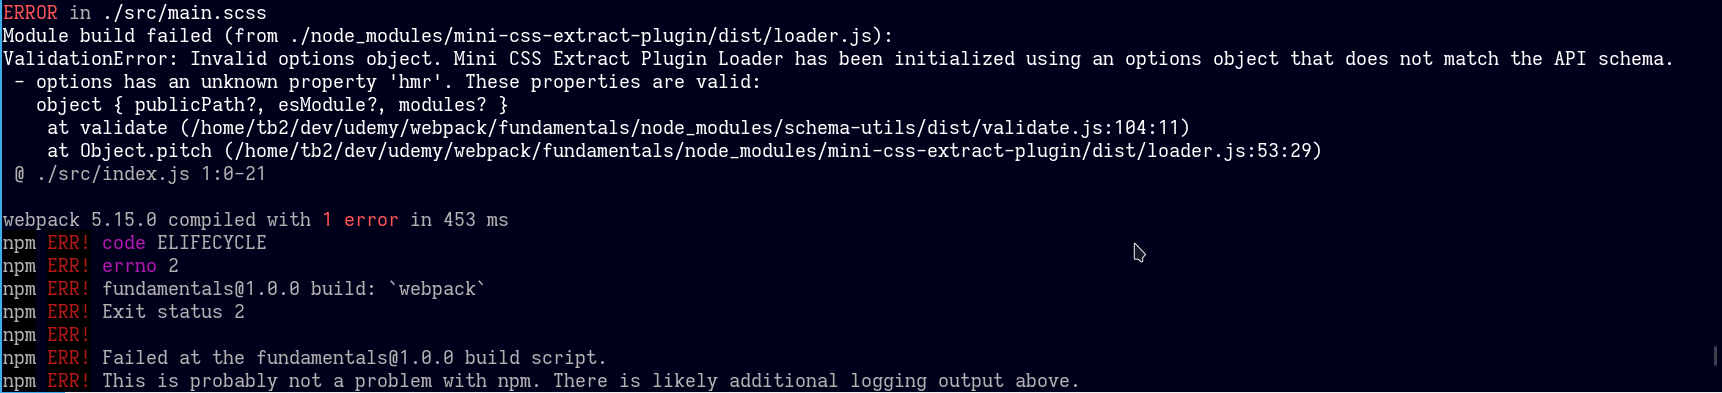 ERROR in ./src/main.scss
Module build failed (from ./node_modules/mini-css-extract-plugin/dist/loader.js):
ValidationError: Invalid options object. Mini CSS Extract Plugin Loader has been initialized using an options object that does not match the API schema.
 - options has an unknown property 'hmr'. These properties are valid:
   object { publicPath?, esModule?, modules? }
    at validate (/home/tb2/dev/udemy/webpack/fundamentals/node_modules/schema-utils/dist/validate.js:104:11)
    at Object.pitch (/home/tb2/dev/udemy/webpack/fundamentals/node_modules/mini-css-extract-plugin/dist/loader.js:53:29)
 @ ./src/index.js 1:0-21

webpack 5.15.0 compiled with 1 error in 453 ms
npm ERR! code ELIFECYCLE
npm ERR! errno 2
npm ERR! fundamentals@1.0.0 build: `webpack`
npm ERR! Exit status 2
npm ERR!
npm ERR! Failed at the fundamentals@1.0.0 build script.
npm ERR! This is probably not a problem with npm. There is likely additional logging output above.